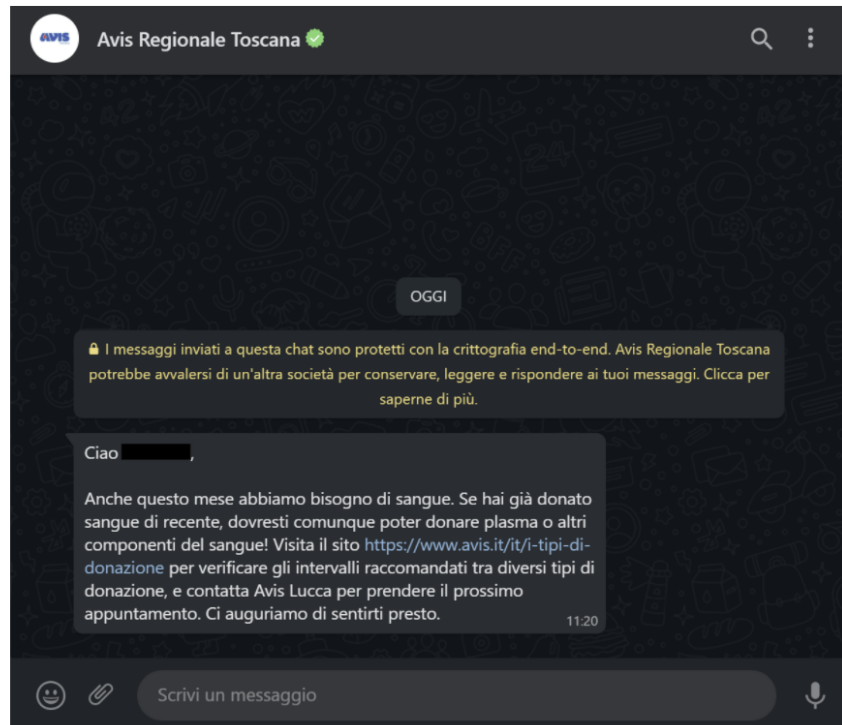 AVIS
Avis Regionale Toscana
OGGI
I messaggi inviati a questa chat sono protetti con la crittografia end-to-end. Avis Regionale Toscana
potrebbe avvalersi di un'altra società per conservare, leggere e rispondere ai tuoi messaggi. Clicca per
saperne di più.
Ciao ,
Anche questo mese abbiamo bisogno di sangue. Se hai già donato
sangue di recente, dovresti comunque poter donare plasma o altri
componenti del sangue! Visita il sito https://www.avis.it/it/i-tipi-di-
donazione per verificare gli intervalli raccomandati tra diversi tipi di
donazione, e contatta Avis Lucca per prendere il prossimo
appuntamento. Ci auguriamo di sentirti presto.
11:20
Scrivi un messaggio